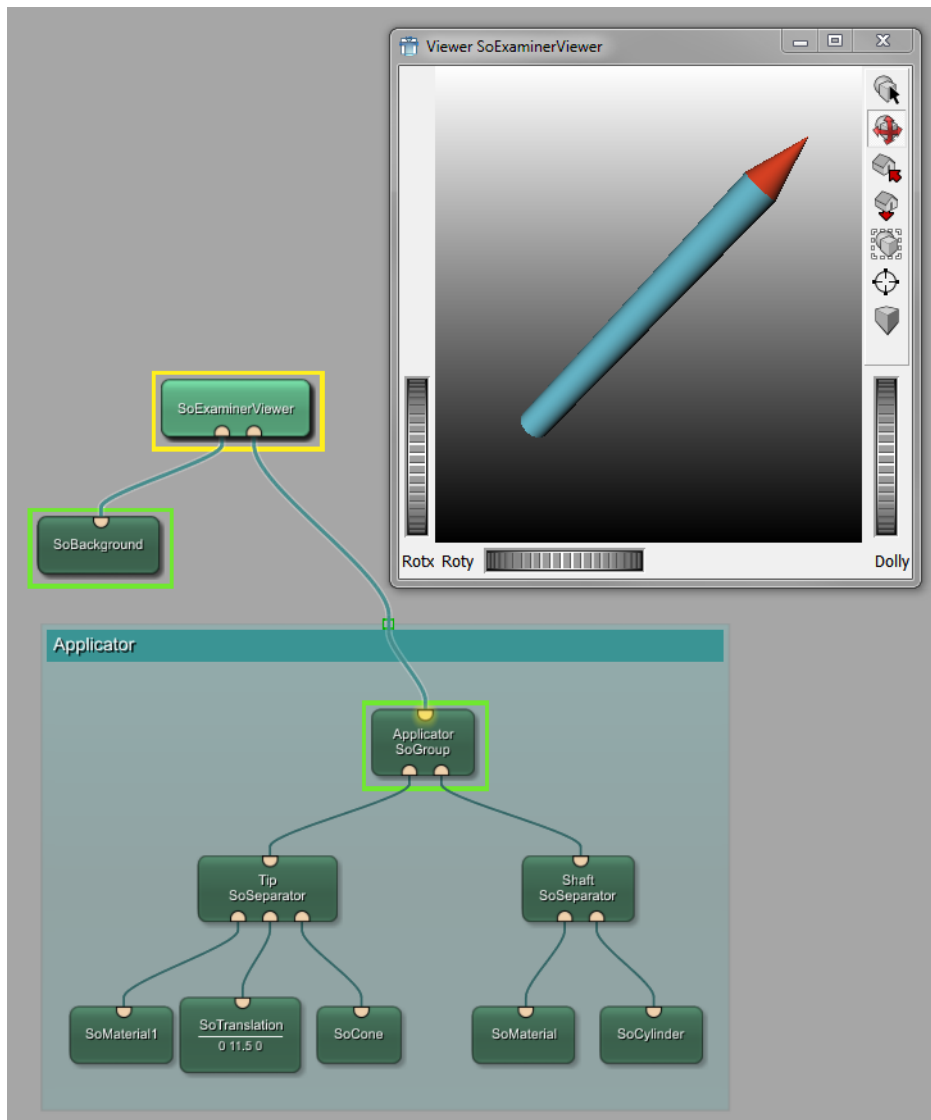 Viewer SoExaminerViewer
Rotx Roty
Dolly
SoExaminerViewer
SoBackground
Applicator
Applicator
SoGroup
Tip
SoSeparator
Shaft
SoSeparator
SoMaterial1
SoTranslation
0 11.5 0
SoCone
SoMaterial
SoCylinder